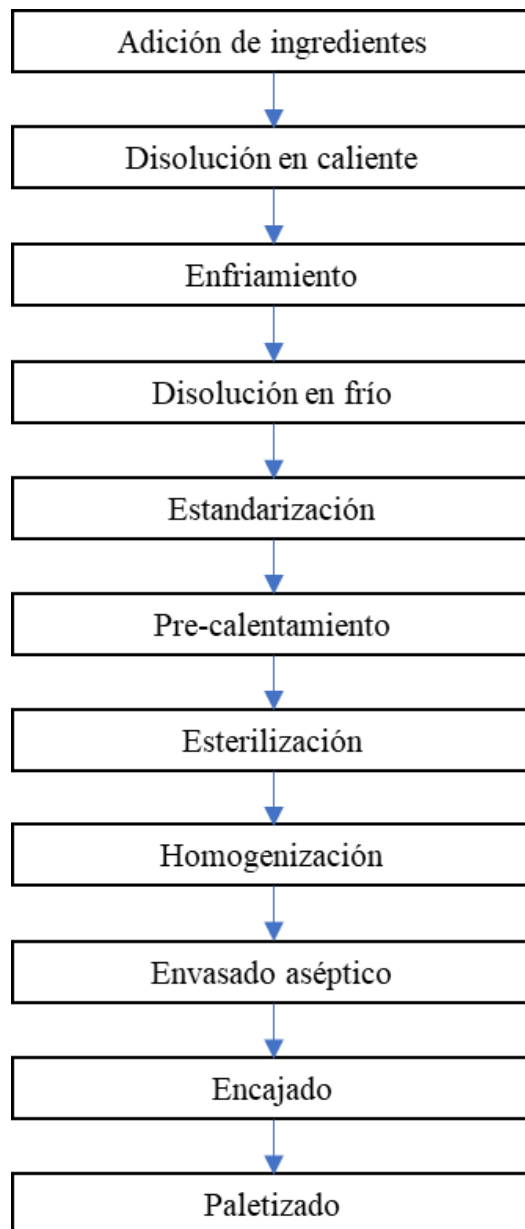 Adición de ingredientes
Disolución en caliente
Enfriamiento
Disolución en frío
Estandarización
Pre-calentamiento
Esterilización
Homogenización
Envasado aséptico
Encajado
Paletizado